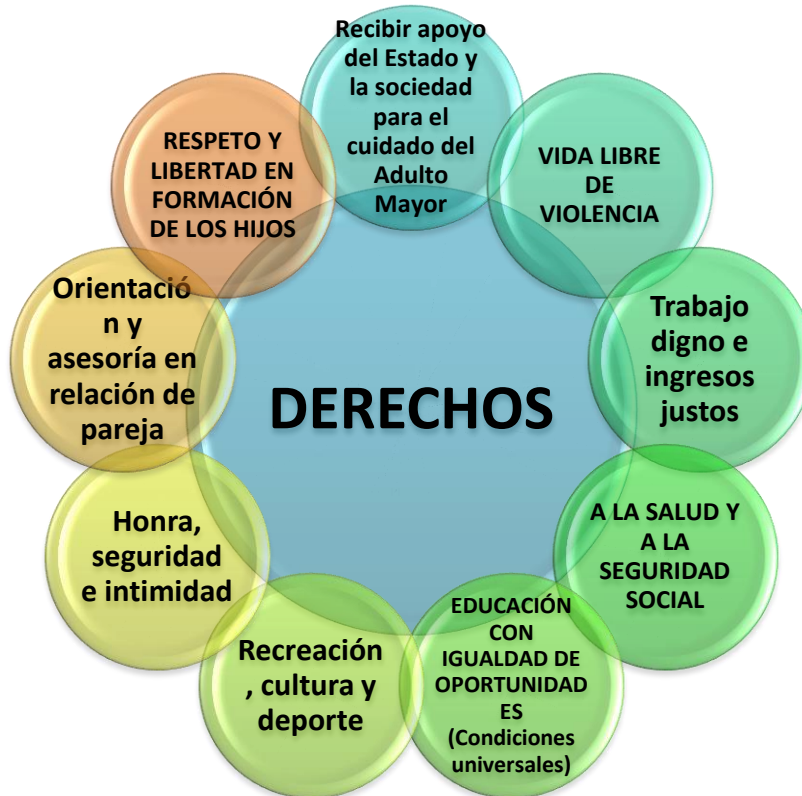 Recibir apoyo
del Estado y
la sociedad
para el
cuidado del
Adulto
Mayor
VIDA LIBRE
DE
VIOLENCIA
Trabajo
digno e
ingresos
justos
A LA SALUD Y
A LA
SEGURIDAD
SOCIAL
EDUCACIÓN
CON
IGUALDAD DE
OPORTUNIDAD
ES
(Condiciones
universales)
Recreación
, cultura y
deporte
Honra,
seguridad
e intimidad
Orientació
n y
asesoría en
relación de
pareja
RESPETO Y
LIBERTAD EN
FORMACIÓN
DE LOS HIJOS
DERECHOS